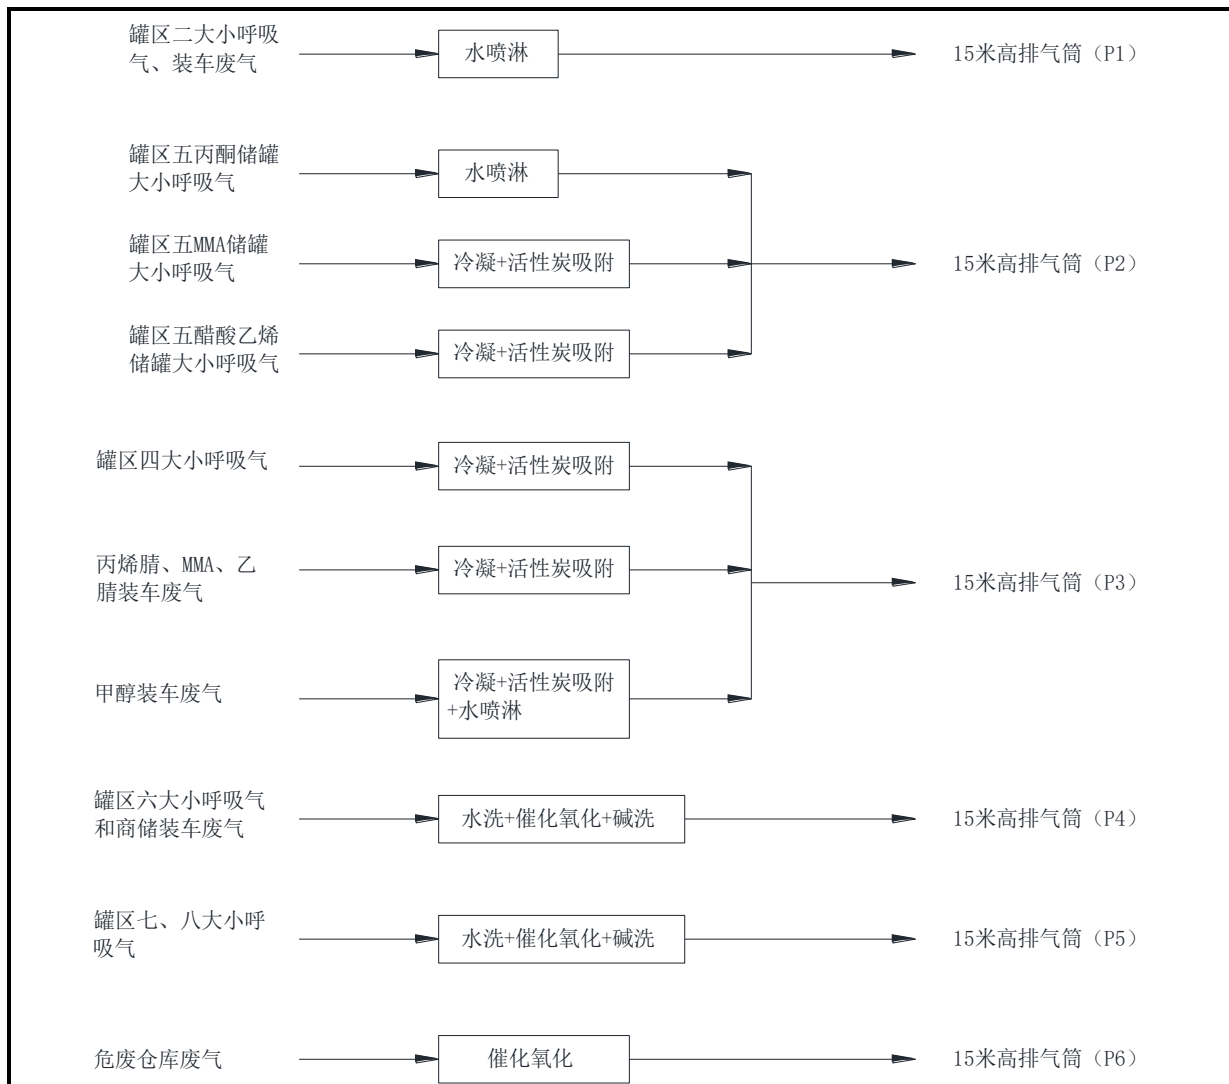 罐区二大小呼吸
气、装车废气
水喷淋
15米高排气筒（P1）
罐区五丙酮储罐
大小呼吸气
水喷淋
罐区五MMA储罐
大小呼吸气
冷凝+活性炭吸附
15米高排气筒（P2）
罐区五醋酸乙烯
储罐大小呼吸气
冷凝+活性炭吸附
罐区四大小呼吸气
冷凝+活性炭吸附
丙烯腈、MMA、乙
腈装车废气
冷凝+活性炭吸附
15米高排气筒（P3）
甲醇装车废气
冷凝+活性炭吸附
+水喷淋
罐区六大小呼吸气
和商储装车废气
水洗+催化氧化+碱洗
15米高排气筒（P4）
罐区七、八大小呼
吸气
水洗+催化氧化+碱洗
15米高排气筒（P5）
危废仓库废气
催化氧化
15米高排气筒（P6）